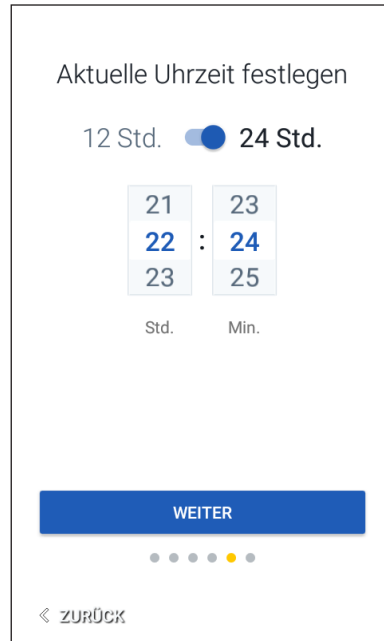 Aktuelle Uhrzeit festlegen
12 Std. 24 Std.
21 23
22 : 24
23 25
Std. Min.
WEITER
ZURÜCK